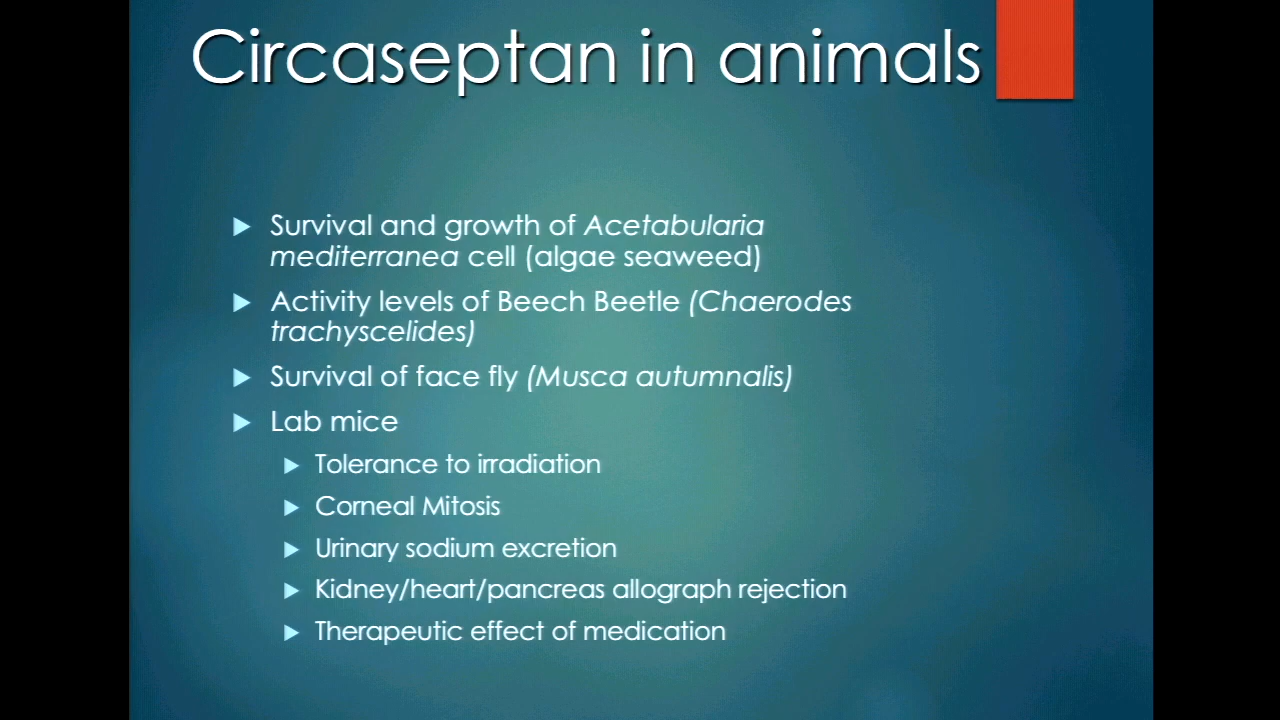 Circaseptan in animals
Survival and growth of Acetabularia
mediterranea cell (algae seaweed)
Activity levels of Beech Beetle (Chaerodes
trachyscelides)
Survival of face fly (Musca autumnalis)
Lab mice
Tolerance to irradiation
Corneal Mitosis
Urinary sodium excretion
Kidney/heart/pancreas allograph rejection
Therapeutic effect of medication